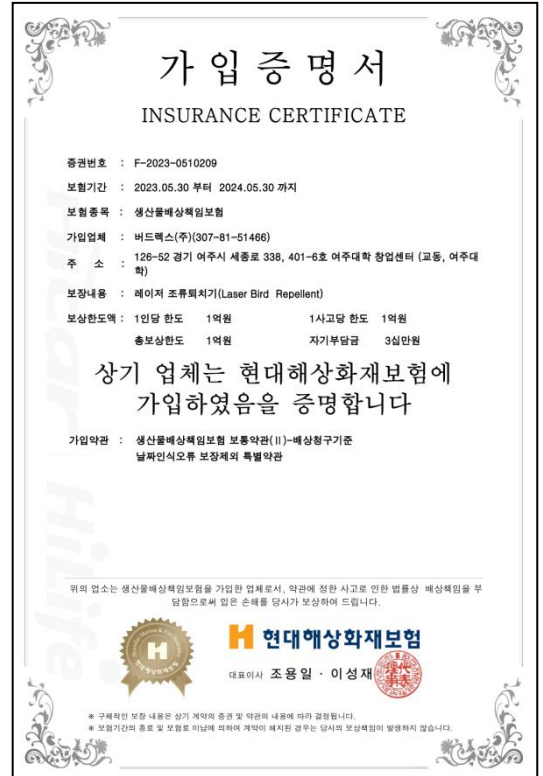 가입증명서
INSURANCE CERTIFICATE
증권번호 : F-2023-0510209
보험기간 : 2023.05.30 부터 2024.05.30 까지
보험종목 : 생산물배상책임보험
가입업체 : 버드렉스(주)(307-81-51466)
주 소 : 126-52 경기 여주시 세종로 338, 401-6호 여주대학 창업센터 (교동, 여주대
학)
보장내용 : 레이저 조류퇴치기(Laser Bird Repellent)
보상한도액 : 1인당 한도 1억원 1사고당 한도 1억원
총보상한도 1억원 자기부담금 3십만원
상기 업체는 현대해상화재보험에
가입하였음을 증명합니다
가입약관 : 생산물배상책임보험 보통약관(II)-배상청구기준
날짜인식오류 보장제외 특별약관
위의 업소는 생산물배상책임보험을 가입한 업체로서, 약관에 정한 사고로 인한 법률상 배상책임을 부
담함으로써 입은 손해를 당사가 보상하여 드립니다.
현대해상화재보험
대표이사 조용일 · 이성재
※ 구체적인 보장 내용은 상기 계약의 증권 및 약관의 내용에 따라 결정됩니다.
※ 보험기간의 종료 및 보험료 미납에 의하여 계약이 해지된 경우는 당사의 보상책임이 발생하지 않습니다.
Hicar HiLife